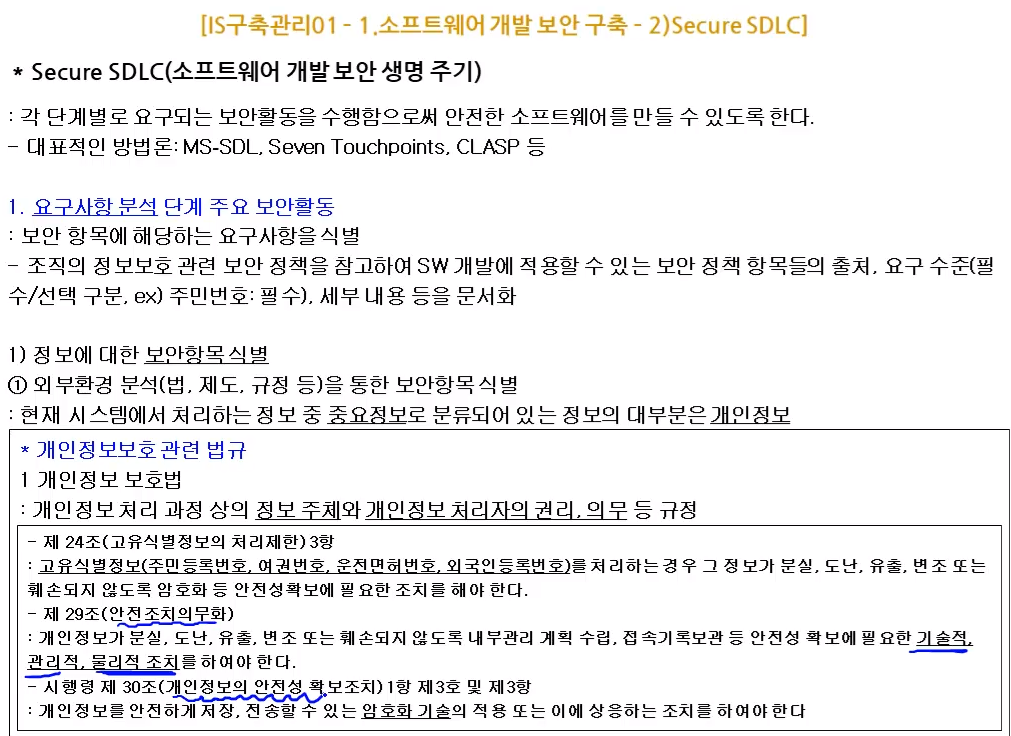 [IS구축관리01 - 1.소프트웨어 개발 보안 구축 - 2)Secure SDLC]
* Secure SDLC(소프트웨어 개발 보안 생명 주기)
: 각 단계별로 요구되는 보안활동을 수행함으로써 안전한 소프트웨어를 만들 수 있도록 한다.
- 대표적인 방법론: MS-SDL, Seven Touchpoints, CLASP 등
1. 요구사항 분석 단계 주요 보안활동
: 보안 항목에 해당하는 요구사항을 식별
- 조직의 정보보호 관련 보안 정책을 참고하여 SW 개발에 적용할 수 있는 보안 정책 항목들의 출처, 요구 수준(필
수/선택 구분, ex) 주민번호: 필수), 세부 내용 등을 문서화
1) 정보에 대한 보안항목 식별
① 외부환경 분석(법, 제도, 규정 등)을 통한 보안항목 식별
: 현재 시스템에서 처리하는 정보 중 중요정보로 분류되어 있는 정보의 대부분은 개인정보
* 개인정보보호 관련 법규
1 개인정보 보호법
: 개인정보 처리 과정 상의 정보 주체와 개인정보 처리자의 권리, 의무 등 규정
- 제 24조(고유식별정보의 처리제한) 3항
: 고유식별정보(주민등록번호, 여권번호, 운전면허번호, 외국인등록번호)를 처리하는 경우 그 정보가 분실, 도난, 유출, 변조 또는
훼손되지 않도록 암호화 등 안전성확보에 필요한 조치를 해야 한다.
- 제 29조(안전조치의무화)
: 개인정보가 분실, 도난, 유출, 변조 또는 훼손되지 않도록 내부관리 계획 수립, 접속기록보관 등 안전성 확보에 필요한 기술적,
관리적, 물리적 조치를 하여야 한다.
- 시행령 제 30조(개인정보의 안전성 확보조치) 1항 제3호 및 제3항
: 개인정보를 안전하게 저장, 전송할 수 있는 암호화 기술의 적용 또는 이에 상응하는 조치를 하여야 한다